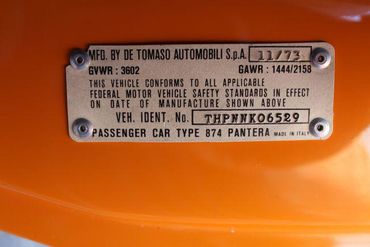 MFD. BY DE TOMASO AUTOMOBILI S.p.A. 11/73
GVWR : 3602 GAWR : 1444/2158
THIS VEHICLE CONFORMS TO ALL APPLICABLE
FEDERAL MOTOR VEHICLE SAFETY STANDARDS IN EFFECT
ON DATE OF MANUFACTURE SHOWN ABOVE
VEH. IDENT. No. THPNNK06529
PASSENGER CAR TYPE 874 PANTERA MADE IN ITALY